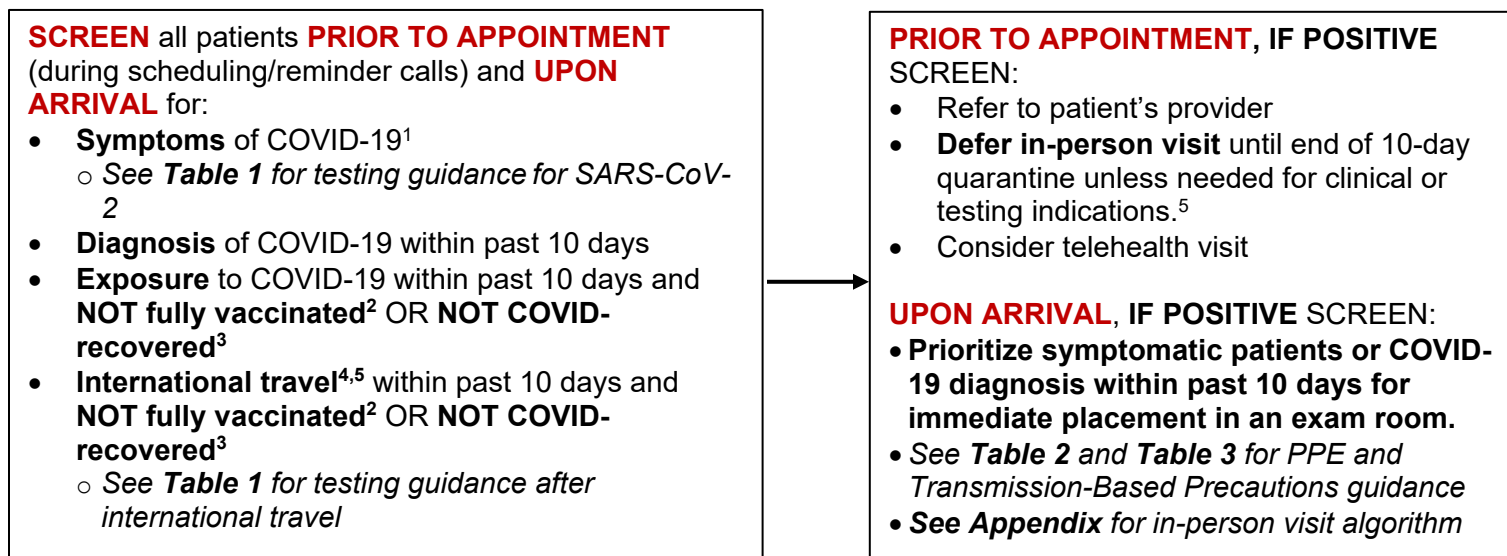 SCREEN all patients PRIOR TO APPOINTMENT
(during scheduling/reminder calls) and UPON
ARRIVAL for:
• Symptoms of COVID-19¹
o See Table 1 for testing guidance for SARS-CoV-
2
• Diagnosis of COVID-19 within past 10 days
• Exposure to COVID-19 within past 10 days and
NOT fully vaccinated² OR NOT COVID-
recovered³
• International travel⁴,⁵ within past 10 days and
NOT fully vaccinated² OR NOT COVID-
recovered³
o See Table 1 for testing guidance after
international travel
PRIOR TO APPOINTMENT, IF POSITIVE
SCREEN:
• Refer to patient's provider
• Defer in-person visit until end of 10-day
quarantine unless needed for clinical or
testing indications.⁵
• Consider telehealth visit
UPON ARRIVAL, IF POSITIVE SCREEN:
• Prioritize symptomatic patients or COVID-
19 diagnosis within past 10 days for
immediate placement in an exam room.
• See Table 2 and Table 3 for PPE and
Transmission-Based Precautions guidance
• See Appendix for in-person visit algorithm